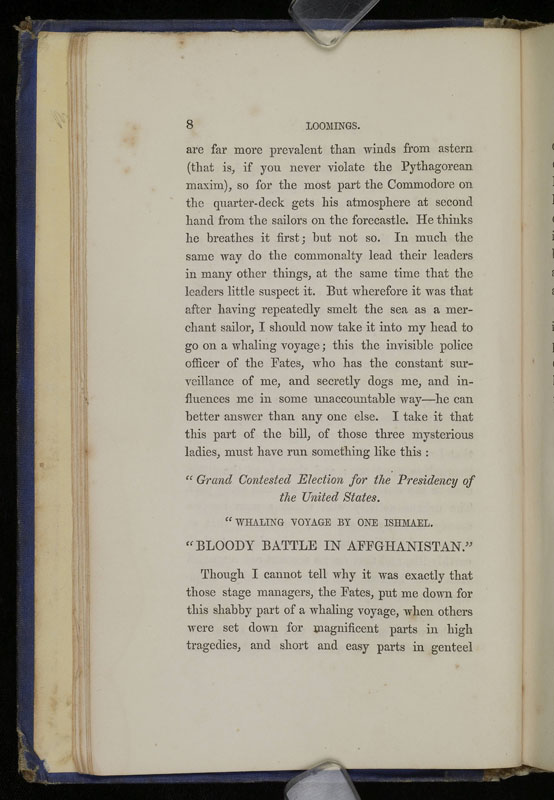 8 LOOMINGS.
are far more prevalent than winds from astern
(that is, if you never violate the Pythagorean
maxim), so for the most part the Commodore on
the quarter-deck gets his atmosphere at second
hand from the sailors on the forecastle. He thinks
he breathes it first; but not so. In much the
same way do the commonalty lead their leaders
in many other things, at the same time that the
leaders little suspect it. But wherefore it was that
after having repeatedly smelt the sea as a mer-
chant sailor, I should now take it into my head to
go on a whaling voyage; this the invisible police
officer of the Fates, who has the constant sur-
veillance of me, and secretly dogs me, and in-
fluences me in some unaccountable way—he can
better answer than any one else. I take it that
this part of the bill, of those three mysterious
ladies, must have run something like this:
"Grand Contested Election for the Presidency of
the United States.
"WHALING VOYAGE BY ONE ISHMAEL.
"BLOODY BATTLE IN AFFGHANISTAN."
Though I cannot tell why it was exactly that
those stage managers, the Fates, put me down for
this shabby part of a whaling voyage, when others
were set down for magnificent parts in high
tragedies, and short and easy parts in genteel